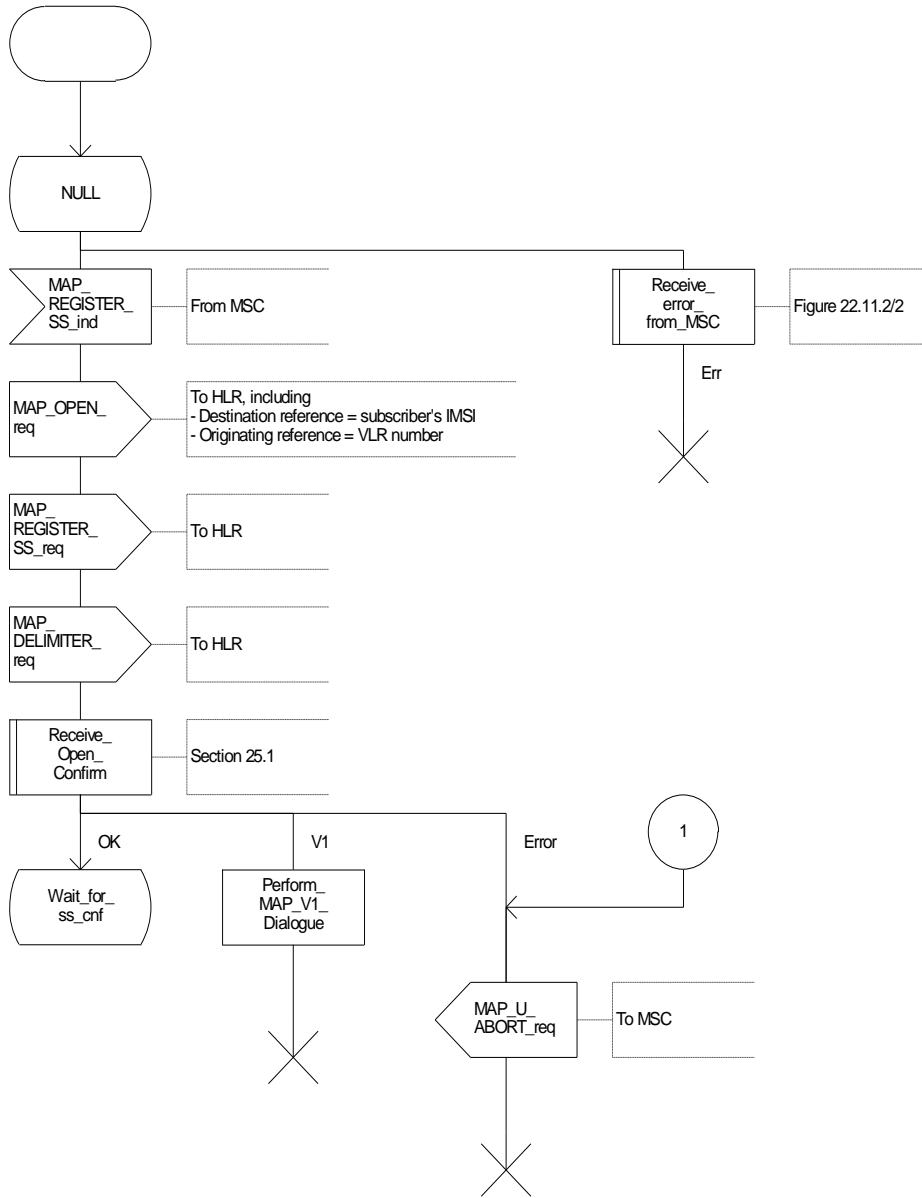 NULL
MAP_
REGISTER_
SS_ind
From MSC
Receive_
error_
from_MSC
Figure 22.11.2/2
Err
MAP_OPEN_
req
To HLR, including
- Destination reference = subscriber's IMSI
- Originating reference = VLR number
MAP_
REGISTER_
SS_req
To HLR
MAP_
DELIMITER_
req
To HLR
Receive_
Open_
Confirm
Section 25.1
OK
V1
Error
1
Wait_for_
ss_cnf
Perform_
MAP_V1_
Dialogue
MAP_U_
ABORT_req
To MSC